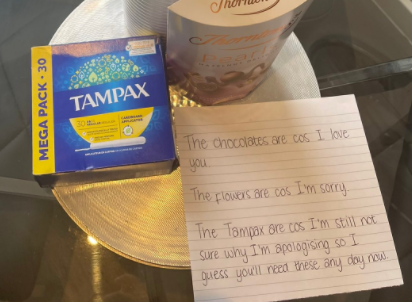 MEGA PACK · 30
TAMPAX
Thorntons
Thorntons
The chocolates are cos I love
you
The flowers are cos I'm sorry
The Tampax are cos I'm still not
sure why I'm apologising so I
guess you'll need these any day now.